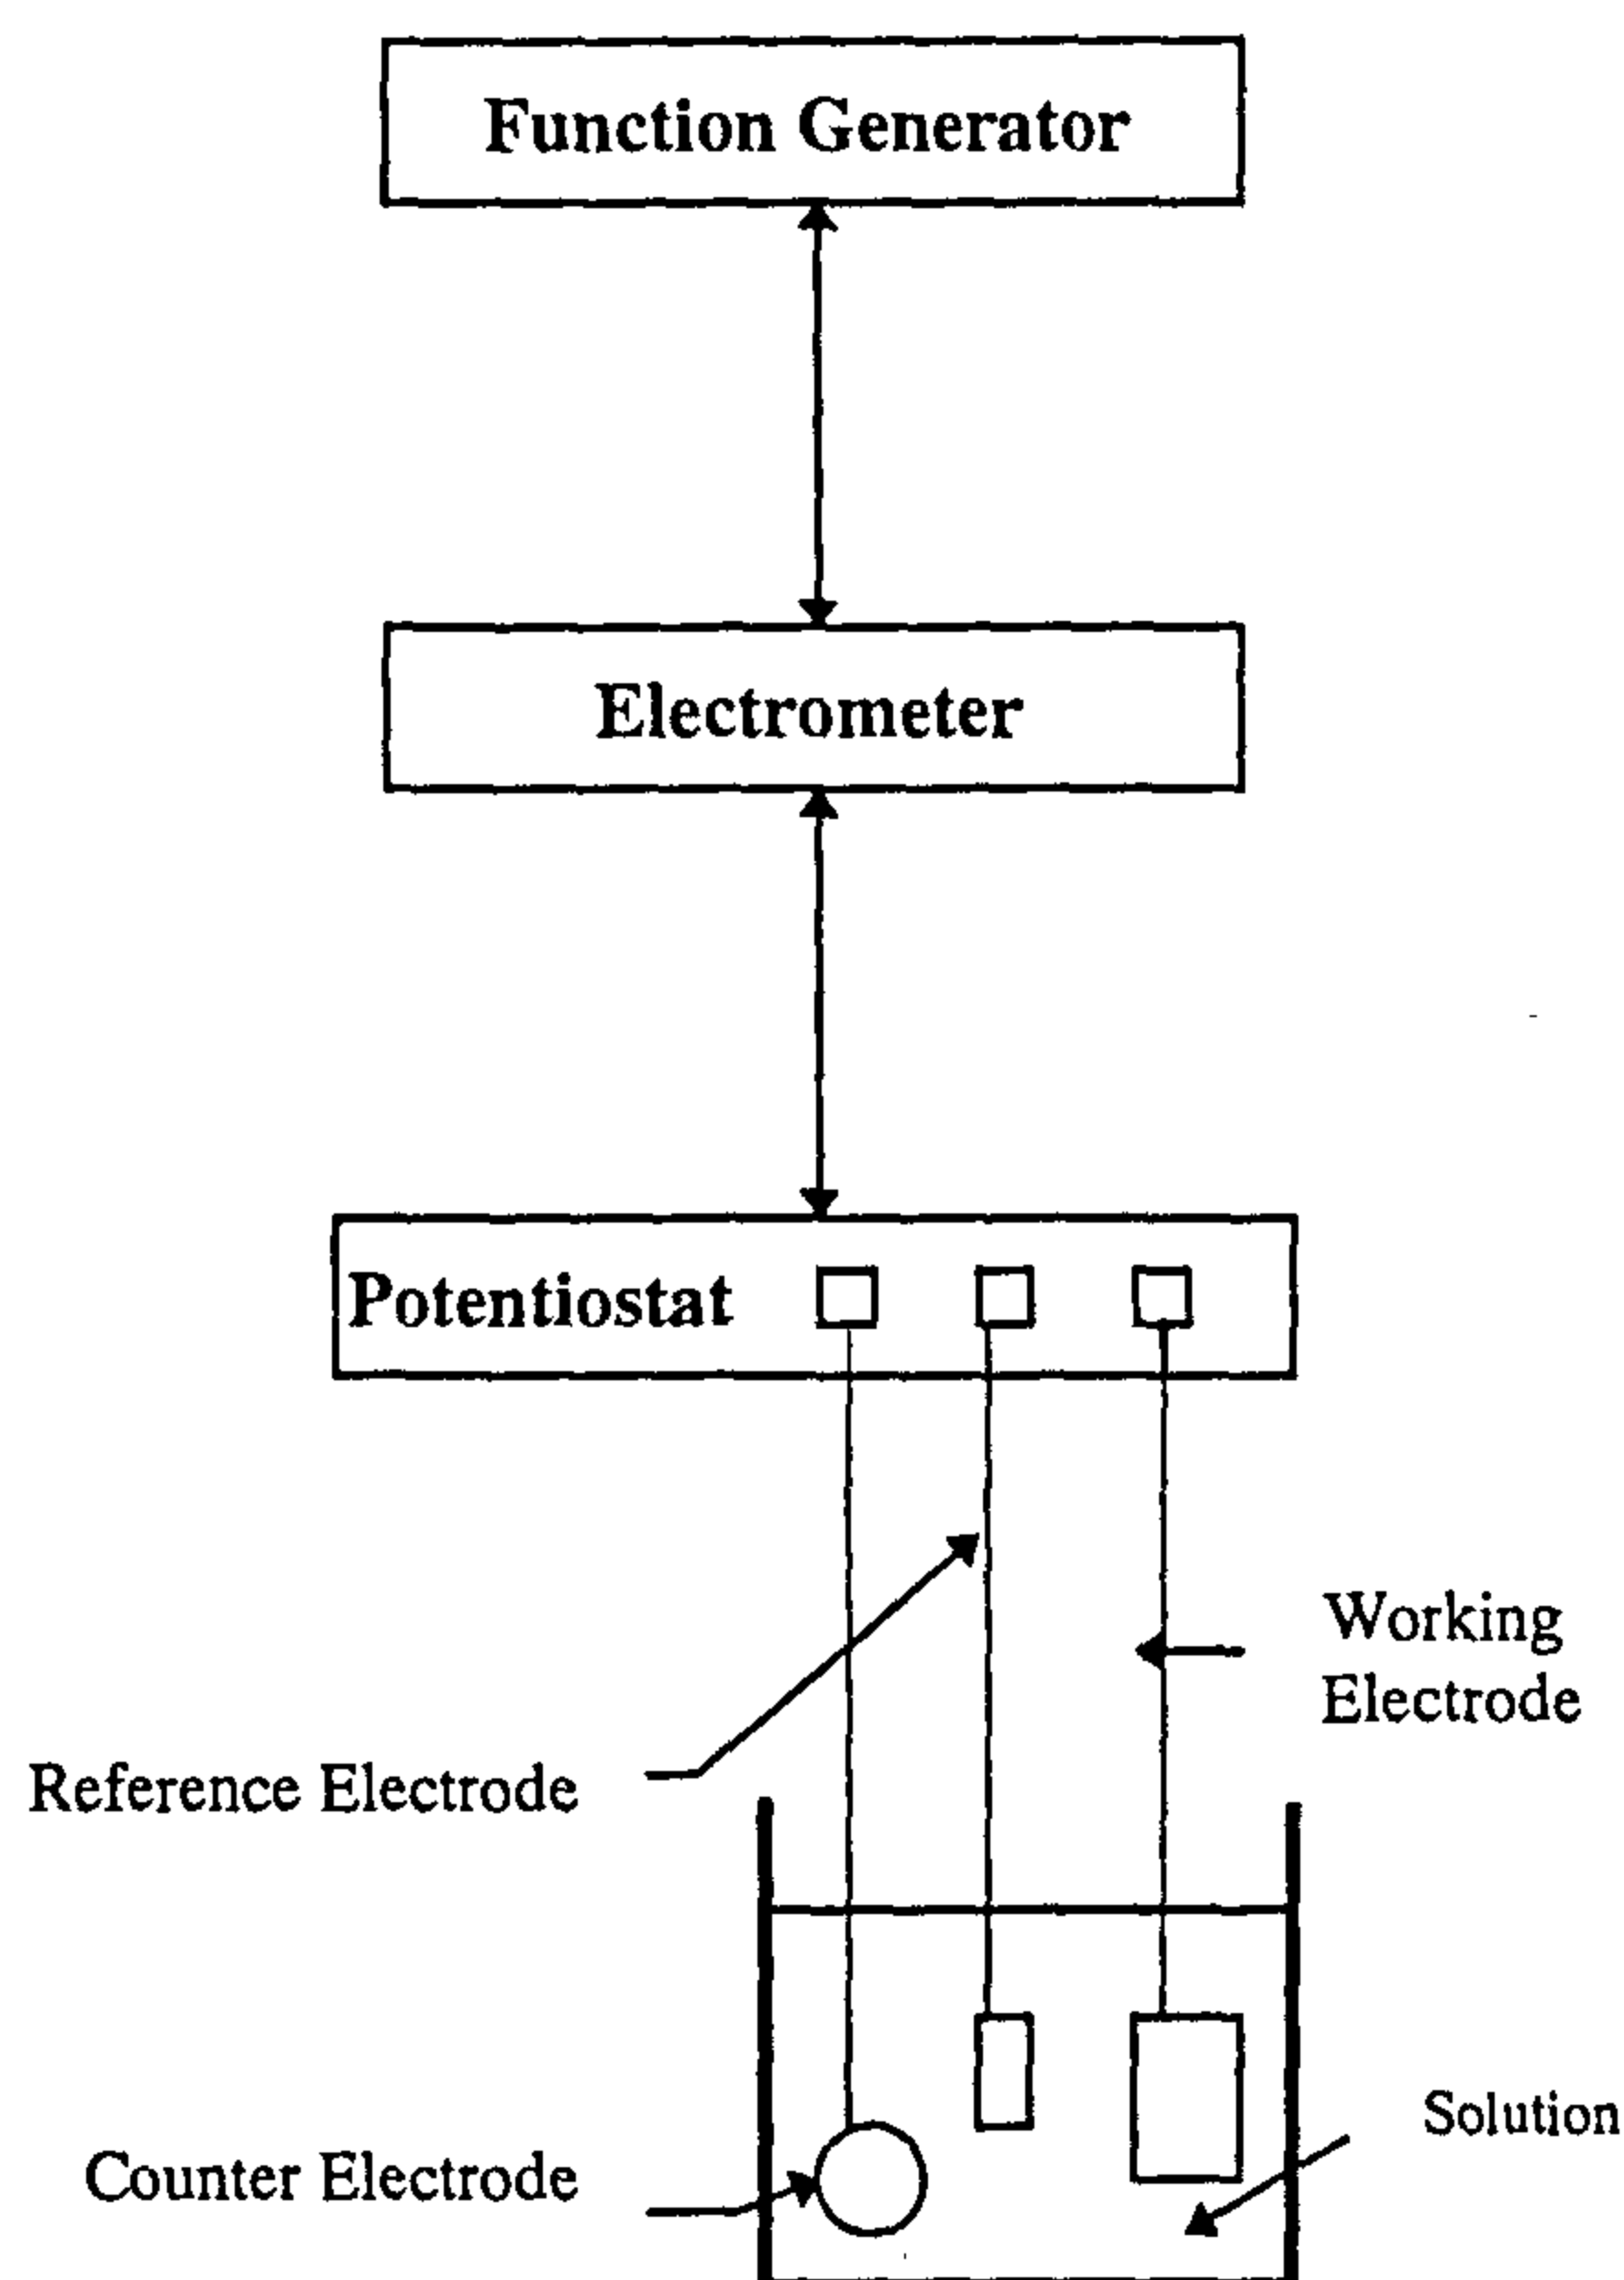 Function Generator
Electrometer
Potentiostat
Working
Electrode
Reference Electrode
Solution
Counter Electrode